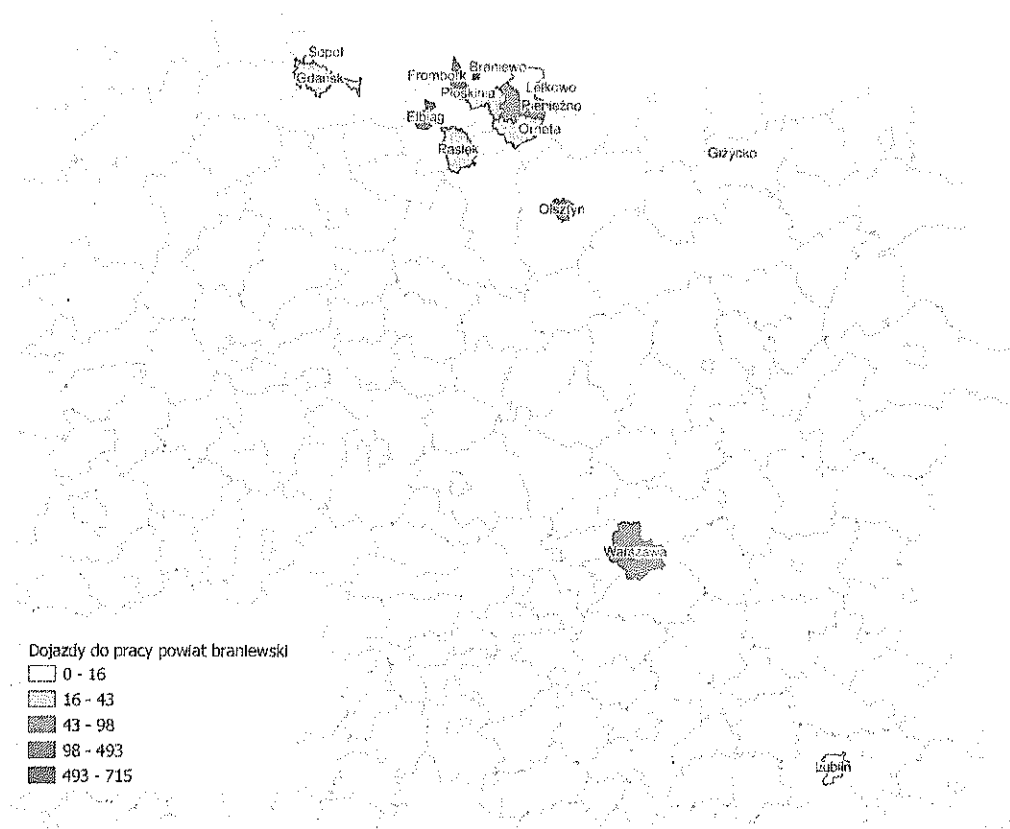 Sopot
Gdańsk
Frombork
Braniewo
Lelkowo
Płoskinia
Pieniężno
Elbląg
Orneta
Pasłęk
Giżycko
Olsztyn
Warszawa
Lublin
Dojazdy do pracy powiat braniewski
0 - 16
16 - 43
43 - 98
98 - 493
493 - 715